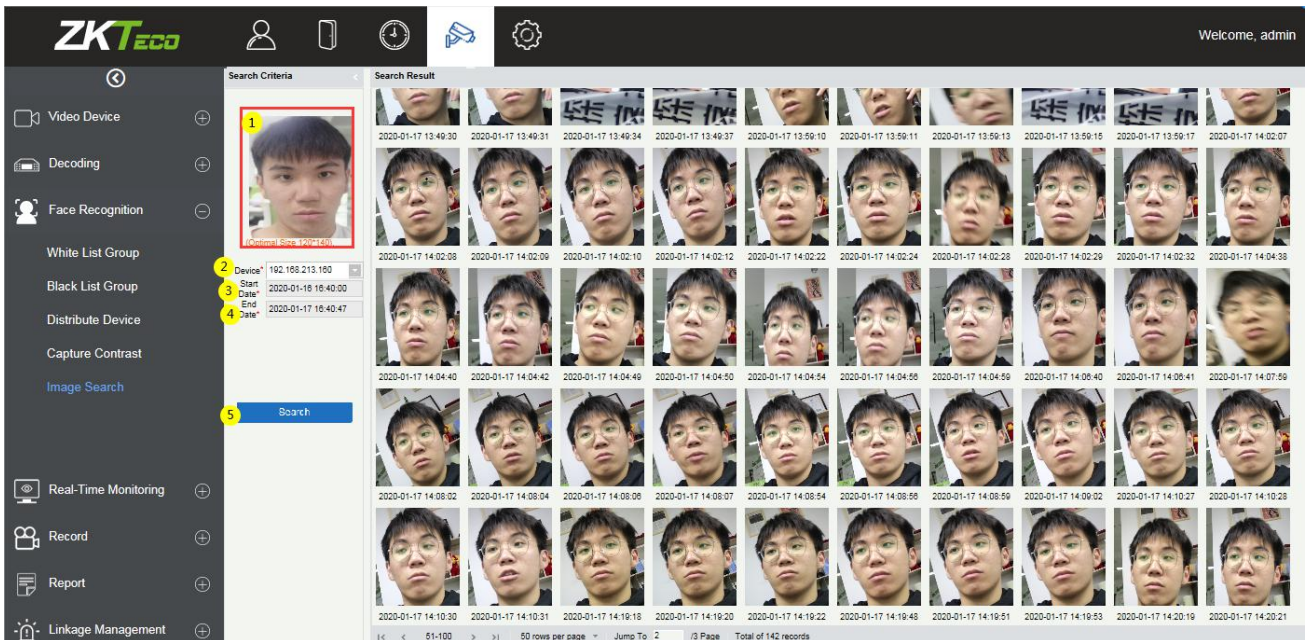 ZKTECO
Welcome, admin
Search Criteria
Search Result
Video Device
Decoding
Face Recognition
White List Group
Black List Group
Distribute Device
Capture Contrast
Image Search
Real-Time Monitoring
Record
Report
Linkage Management
1
(Optimal Size 120*140)
2 Device* 192.168.213.160
3 Start Date* 2020-01-16 16:40:00
4 End Date* 2020-01-17 16:40:47
5 Search
2020-01-17 13:49:30 2020-01-17 13:49:31 2020-01-17 13:49:34 2020-01-17 13:49:37 2020-01-17 13:59:10 2020-01-17 13:59:11 2020-01-17 13:59:13 2020-01-17 13:59:15 2020-01-17 13:59:17 2020-01-17 14:02:07
2020-01-17 14:02:08 2020-01-17 14:02:09 2020-01-17 14:02:10 2020-01-17 14:02:12 2020-01-17 14:02:22 2020-01-17 14:02:24 2020-01-17 14:02:28 2020-01-17 14:02:29 2020-01-17 14:02:32 2020-01-17 14:04:38
2020-01-17 14:04:40 2020-01-17 14:04:42 2020-01-17 14:04:49 2020-01-17 14:04:50 2020-01-17 14:04:54 2020-01-17 14:04:56 2020-01-17 14:04:59 2020-01-17 14:06:40 2020-01-17 14:06:41 2020-01-17 14:07:59
2020-01-17 14:08:02 2020-01-17 14:08:04 2020-01-17 14:08:06 2020-01-17 14:08:07 2020-01-17 14:08:54 2020-01-17 14:08:56 2020-01-17 14:08:59 2020-01-17 14:09:02 2020-01-17 14:10:27 2020-01-17 14:10:28
2020-01-17 14:10:30 2020-01-17 14:10:31 2020-01-17 14:19:18 2020-01-17 14:19:20 2020-01-17 14:19:22 2020-01-17 14:19:48 2020-01-17 14:19:51 2020-01-17 14:19:53 2020-01-17 14:20:19 2020-01-17 14:20:21
51-100 50 rows per page Jump To 2 /3 Page Total of 142 records